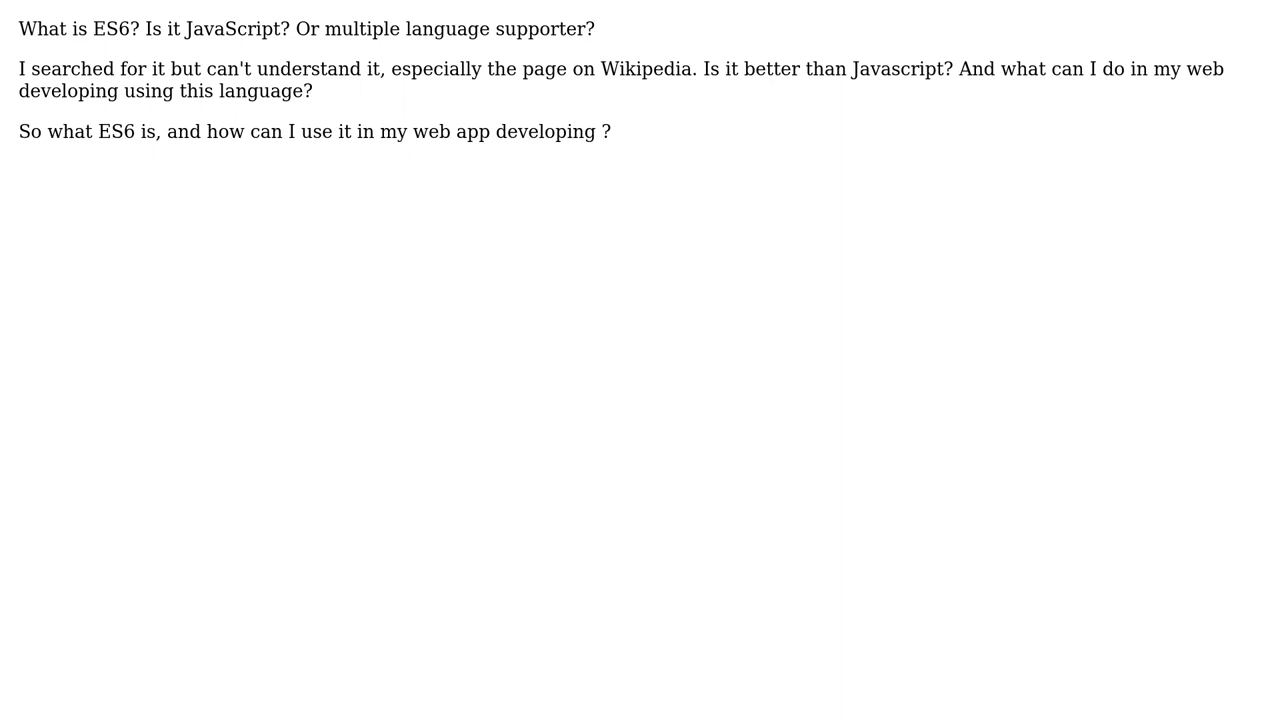 What is ES6? Is it JavaScript? Or multiple language supporter?
I searched for it but can't understand it, especially the page on Wikipedia. Is it better than Javascript? And what can I do in my web
developing using this language?
So what ES6 is, and how can I use it in my web app developing ?